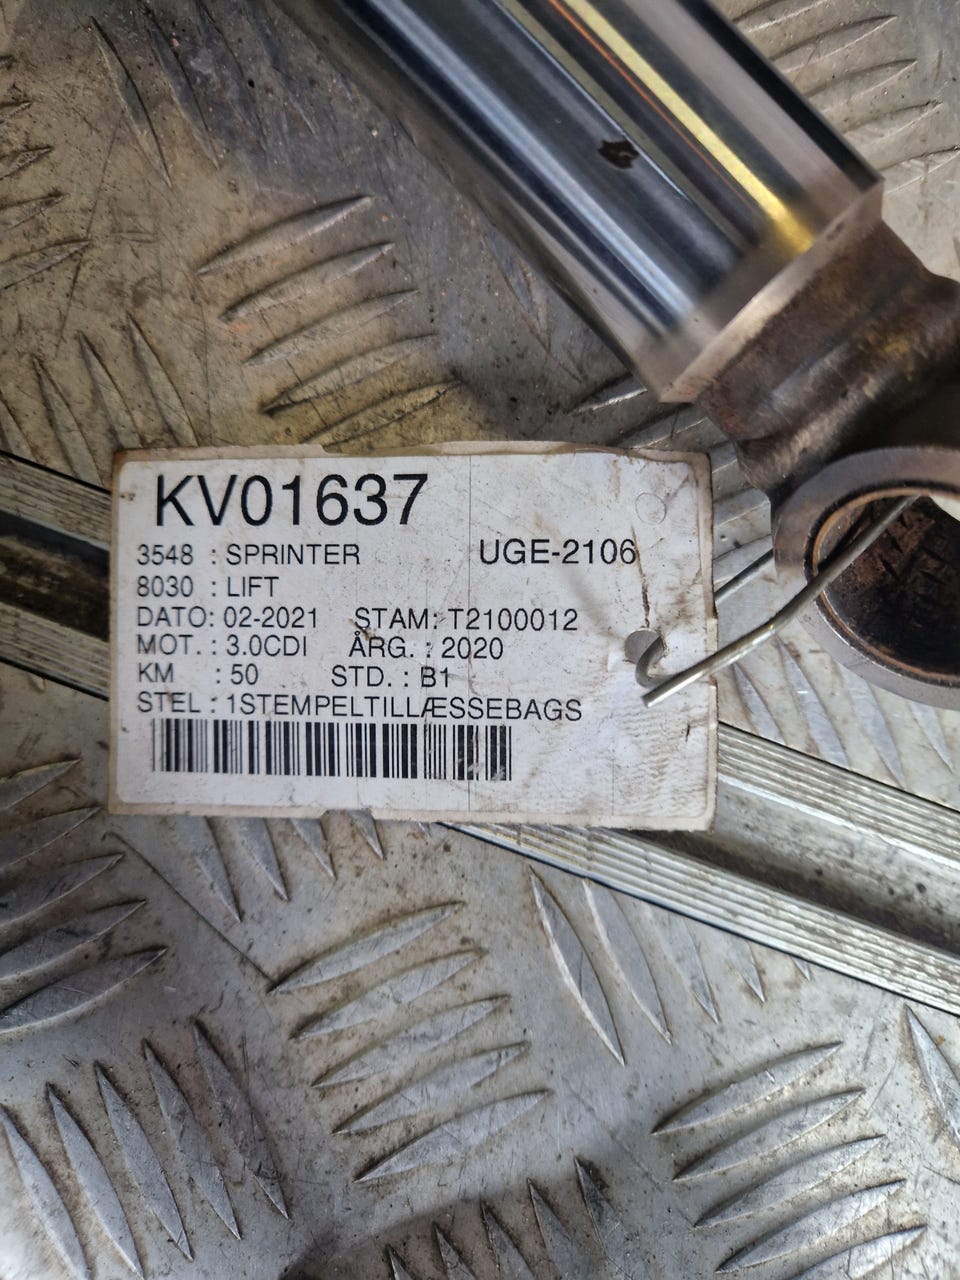 KV01637
3548 : SPRINTER UGE-2106
8030 : LIFT
DATO: 02-2021 STAM: T2100012
MOT. : 3.0CDI ÅRG. : 2020
KM : 50 STD. : B1
STEL : 1STEMPELTILLÆSSEBAGS